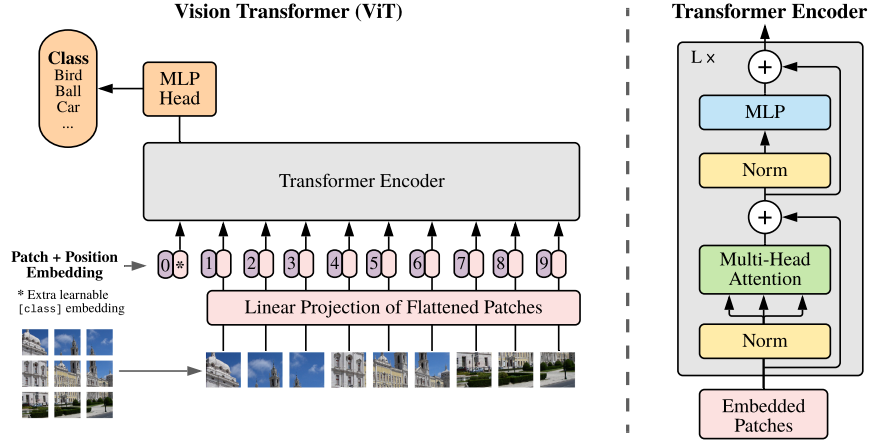 Vision Transformer (ViT)
Class
Bird
Ball
Car
...
MLP
Head
Transformer Encoder
Patch + Position
Embedding
0 * 1 2 3 4 5 6 7 8 9
* Extra learnable
[class] embedding
Linear Projection of Flattened Patches
Transformer Encoder
L x
+
MLP
Norm
+
Multi-Head
Attention
Norm
Embedded
Patches